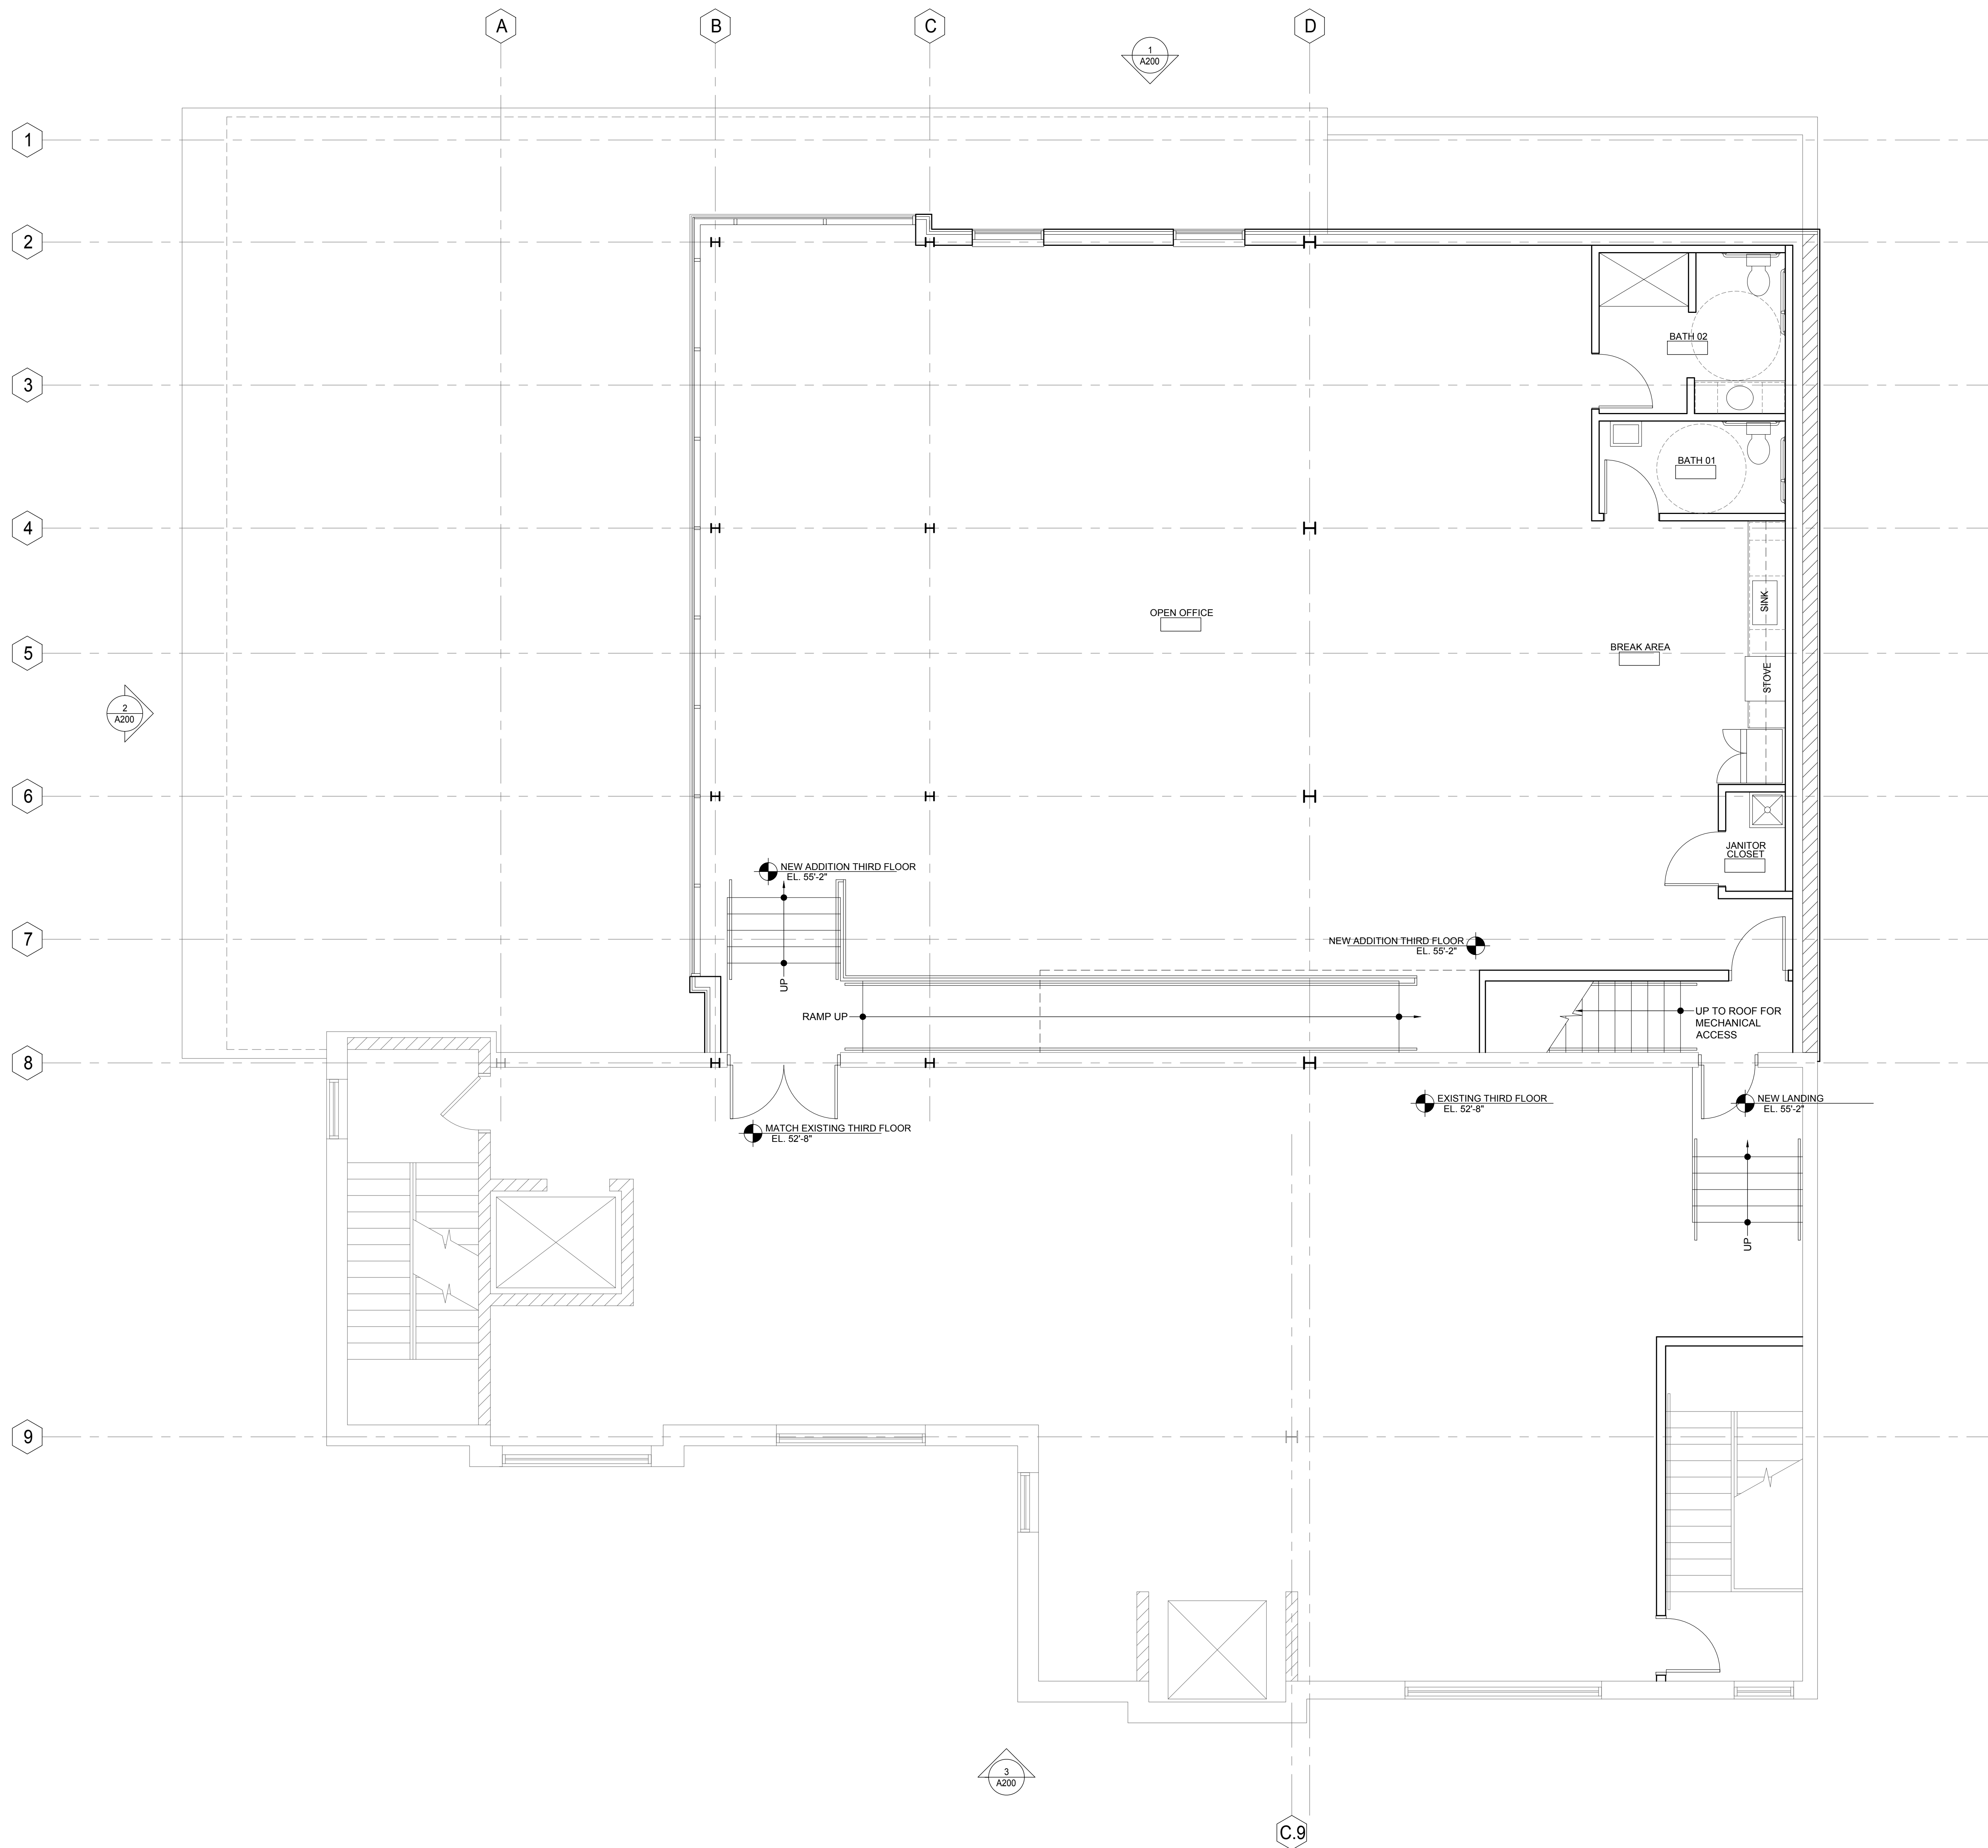 A
B
C
D
1
A200
1
2
3
4
5
6
7
8
9
2
A200
BATH 02
BATH 01
OPEN OFFICE
BREAK AREA
SINK
STOVE
JANITOR
CLOSET
NEW ADDITION THIRD FLOOR
EL. 55'-2"
NEW ADDITION THIRD FLOOR
EL. 55'-2"
UP
RAMP UP
UP TO ROOF FOR
MECHANICAL
ACCESS
EXISTING THIRD FLOOR
EL. 52'-8"
NEW LANDING
EL. 55'-2"
MATCH EXISTING THIRD FLOOR
EL. 52'-8"
UP
3
A200
C.9